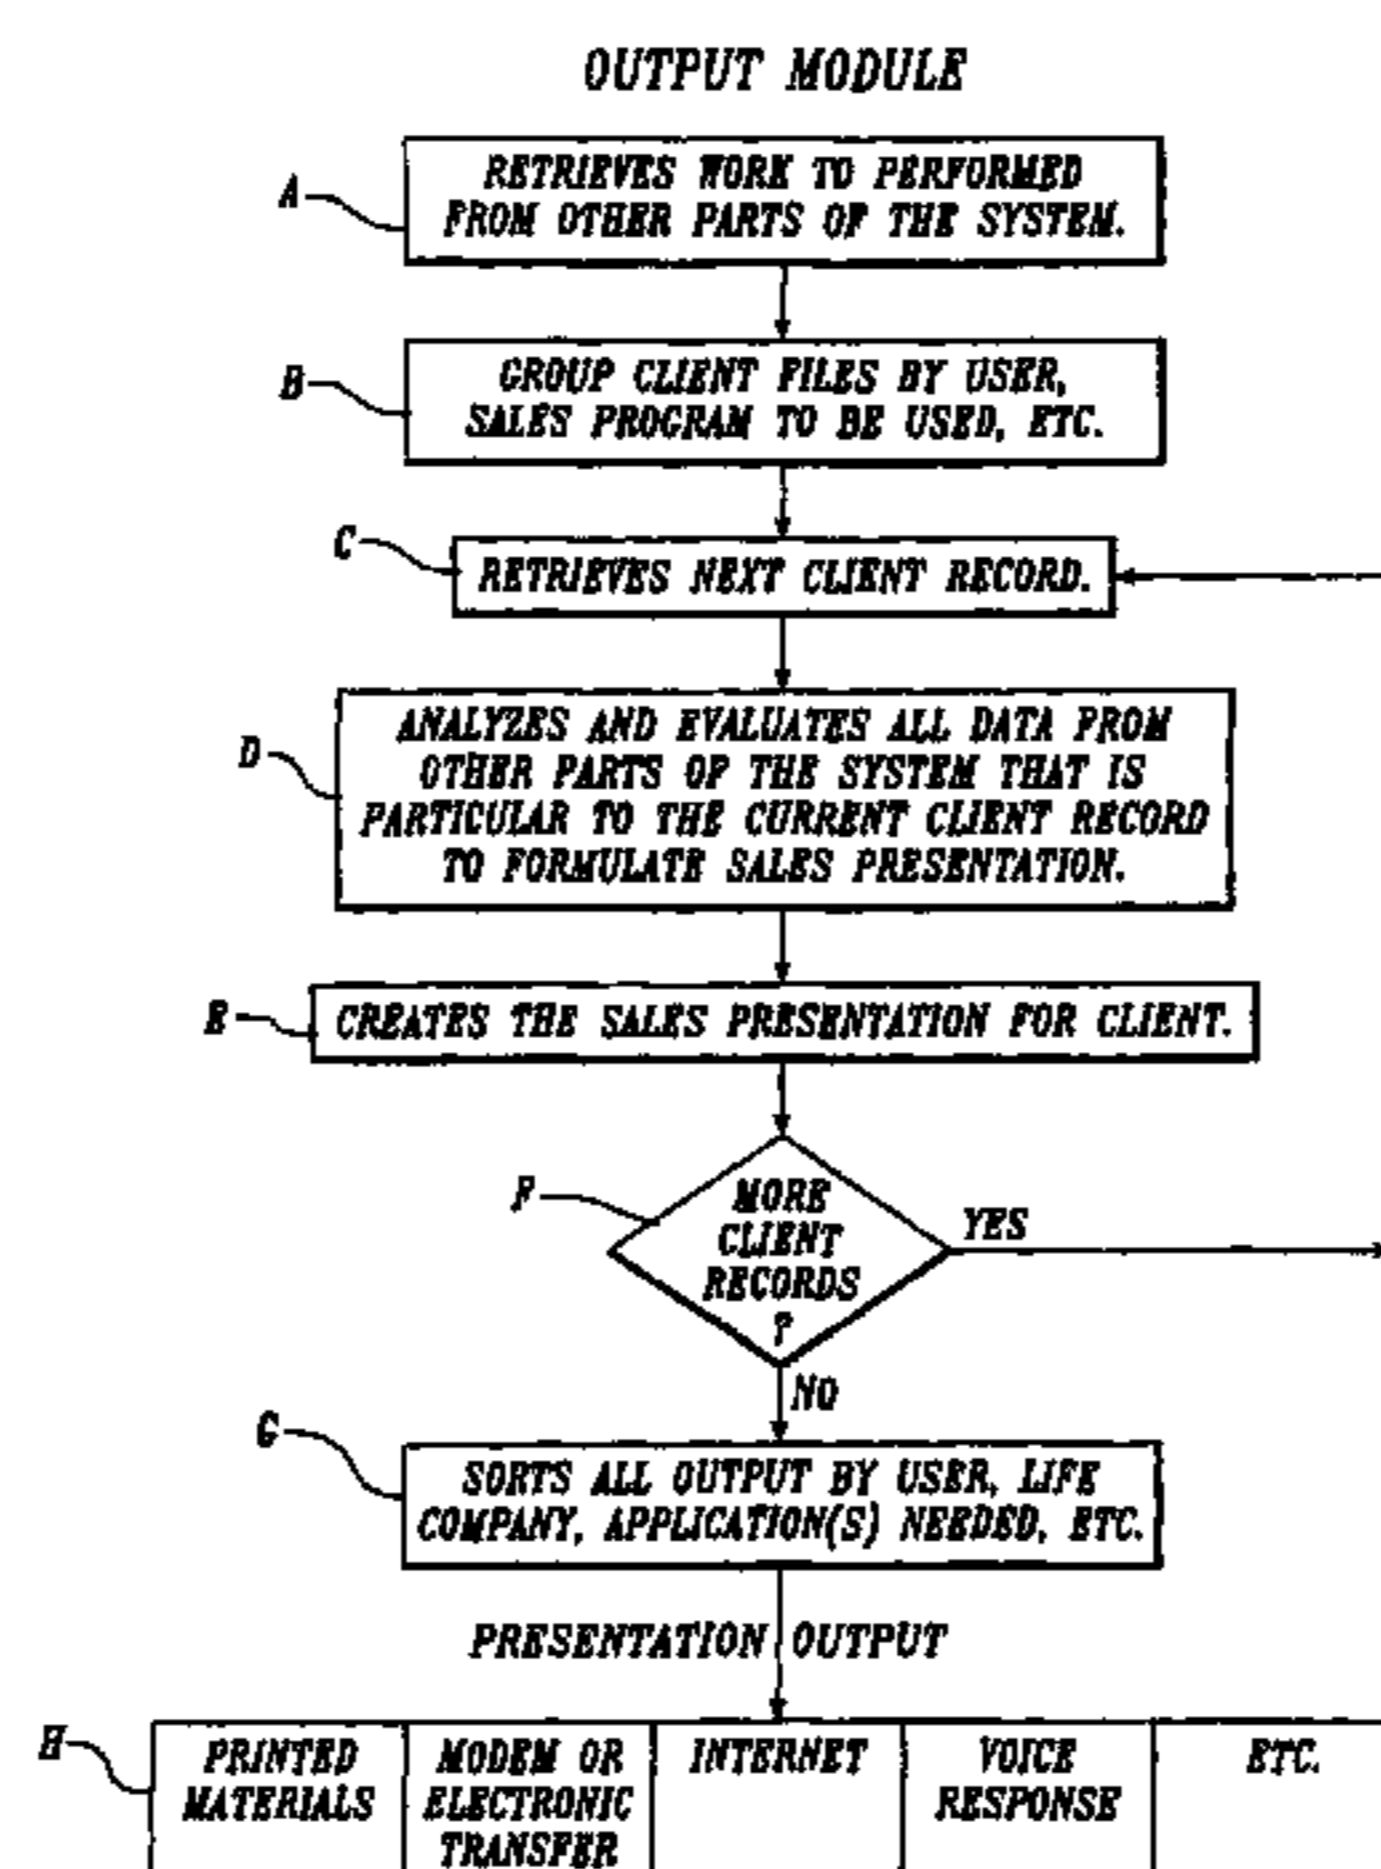 OUTPUT MODULE
A
RETRIEVES WORK TO PERFORMED
FROM OTHER PARTS OF THE SYSTEM.
B
GROUP CLIENT FILES BY USER,
SALES PROGRAM TO BE USED, ETC.
C
RETRIEVES NEXT CLIENT RECORD.
D
ANALYZES AND EVALUATES ALL DATA FROM
OTHER PARTS OF THE SYSTEM THAT IS
PARTICULAR TO THE CURRENT CLIENT RECORD
TO FORMULATE SALES PRESENTATION.
E
CREATES THE SALES PRESENTATION FOR CLIENT.
F
MORE
CLIENT
RECORDS
?
YES
NO
G
SORTS ALL OUTPUT BY USER, LIFE
COMPANY, APPLICATION(S) NEEDED, ETC.
PRESENTATION OUTPUT
H
PRINTED
MATERIALS
MODEM OR
ELECTRONIC
TRANSFER
INTERNET
VOICE
RESPONSE
ETC.